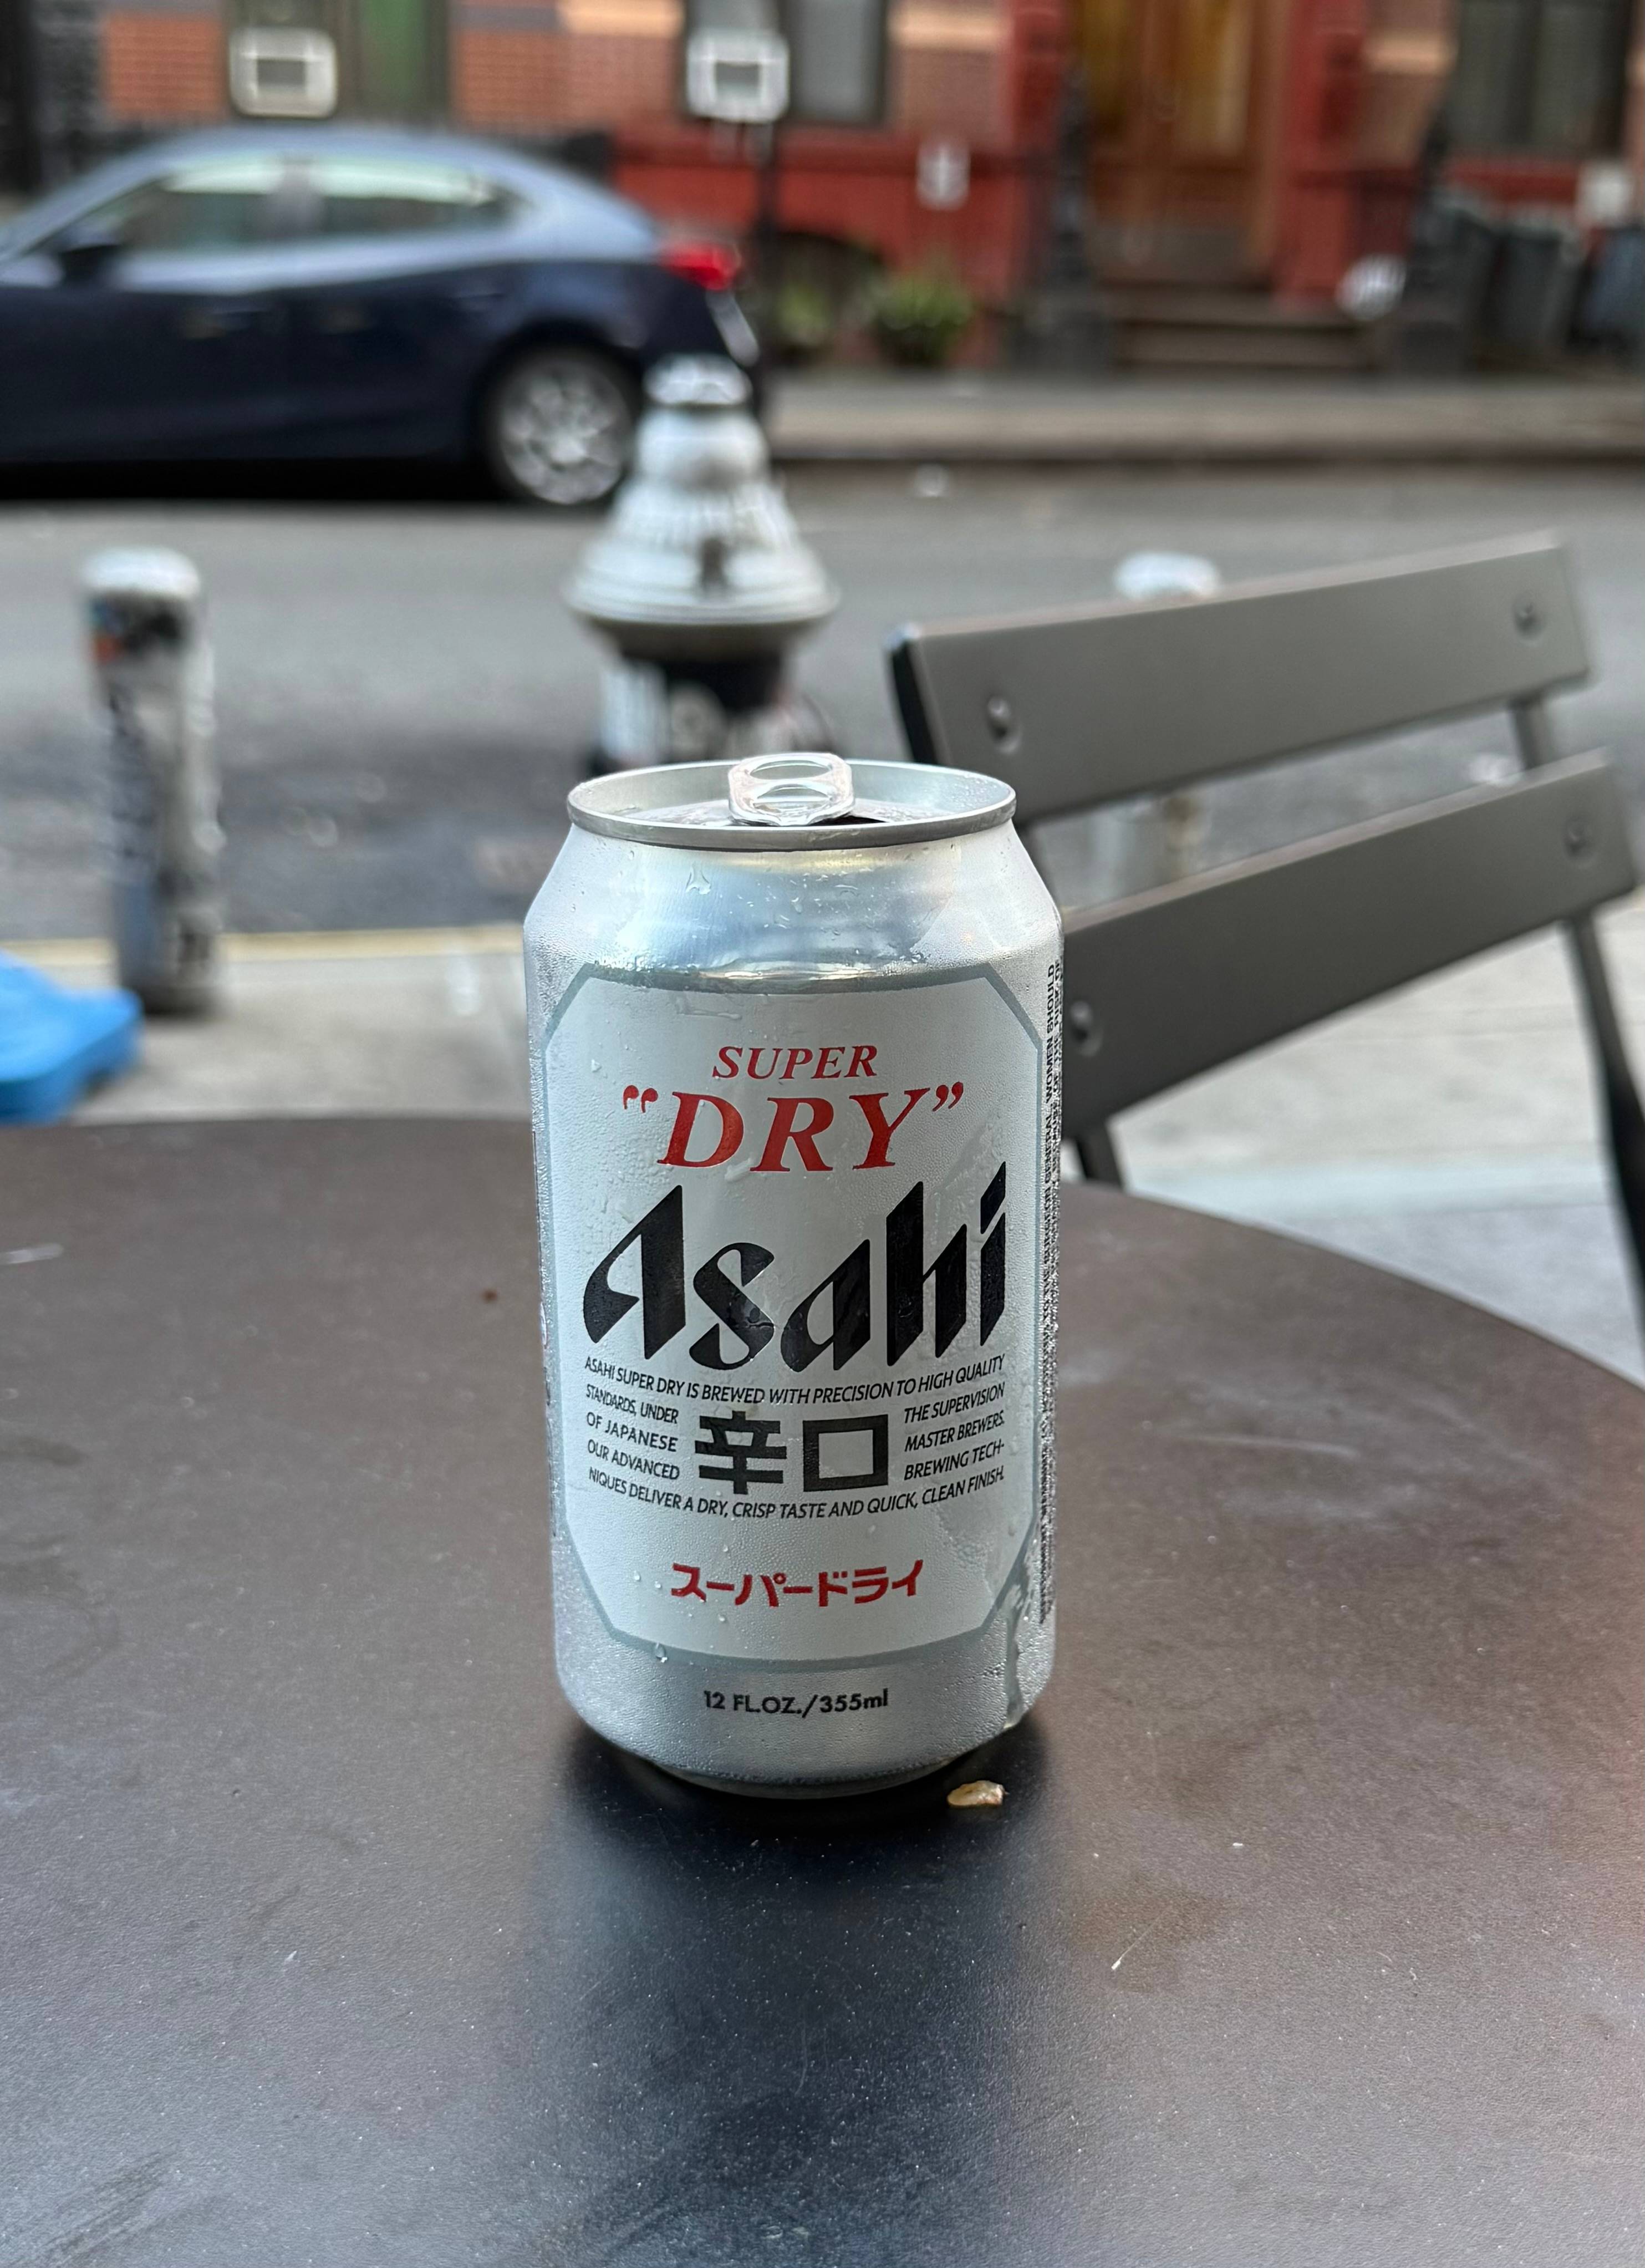 SUPER
"DRY"
Asahi
ASAHI SUPER DRY IS BREWED WITH PRECISION TO HIGH QUALITY
STANDARDS, UNDER THE SUPERVISION
OF JAPANESE MASTER BREWERS.
OUR ADVANCED BREWING TECH-
NIQUES DELIVER A DRY, CRISP TASTE AND QUICK, CLEAN FINISH.
辛口
スーパードライ
12 FL.OZ./355ml
WOMEN SHOULD